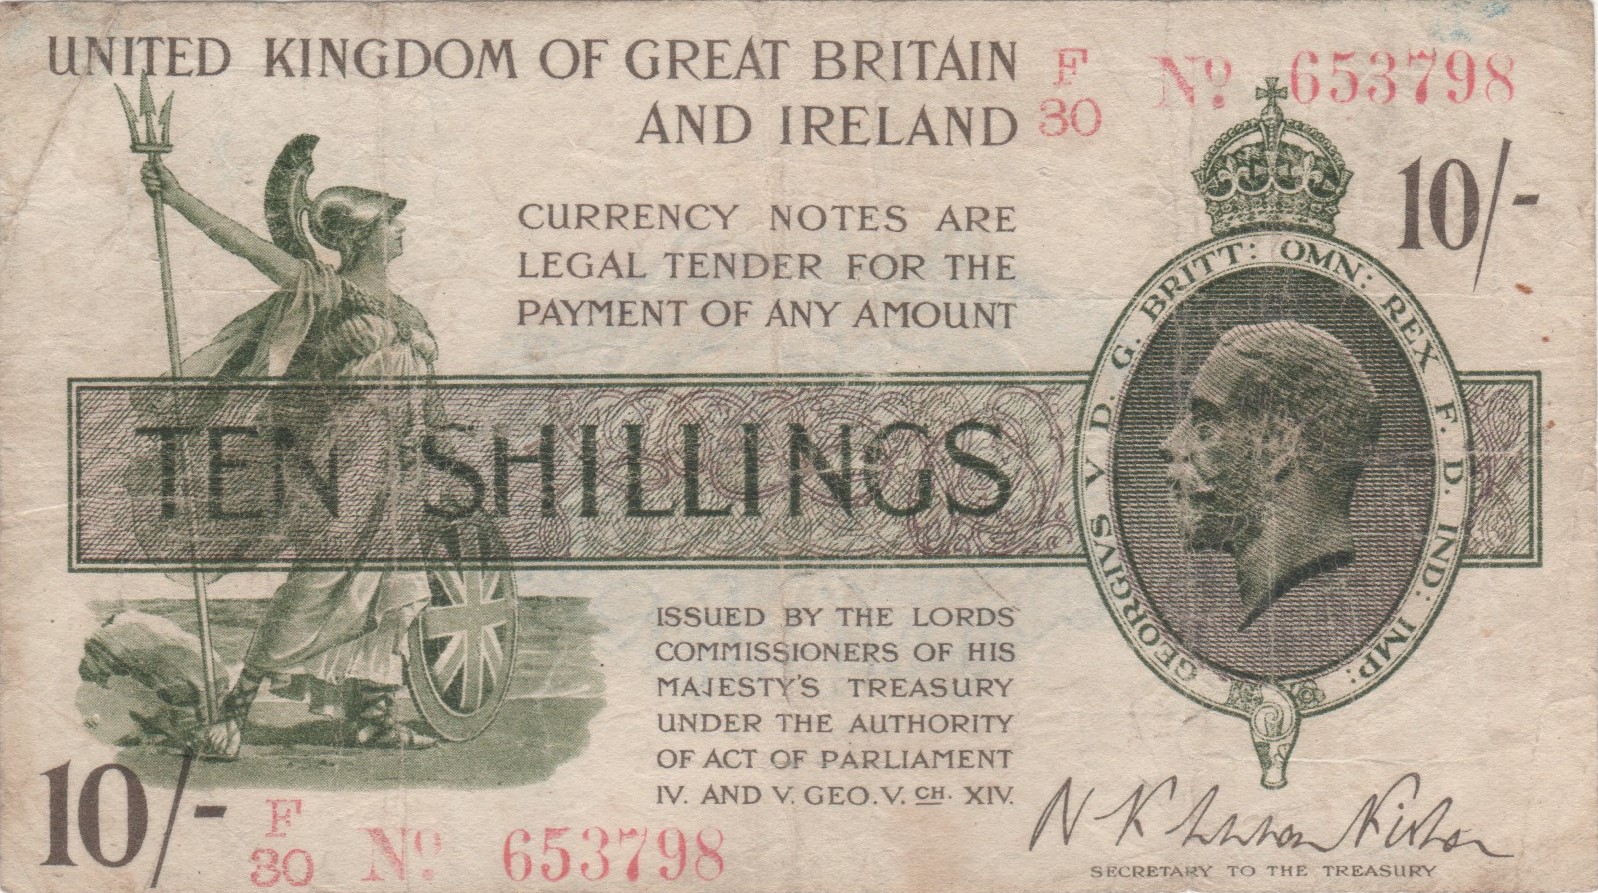 UNITED KINGDOM OF GREAT BRITAIN
AND IRELAND
F
30
Nº 653798
10/-
CURRENCY NOTES ARE
LEGAL TENDER FOR THE
PAYMENT OF ANY AMOUNT
GEORGIVS V D. G. BRITT: OMN: REX F. D. IND: IMP:
TEN SHILLINGS
ISSUED BY THE LORDS
COMMISSIONERS OF HIS
MAJESTY'S TREASURY
UNDER THE AUTHORITY
OF ACT OF PARLIAMENT
IV. AND V. GEO. V. CH. XIV.
10/-
F
30
Nº 653798
N K Warren Fisher
SECRETARY TO THE TREASURY